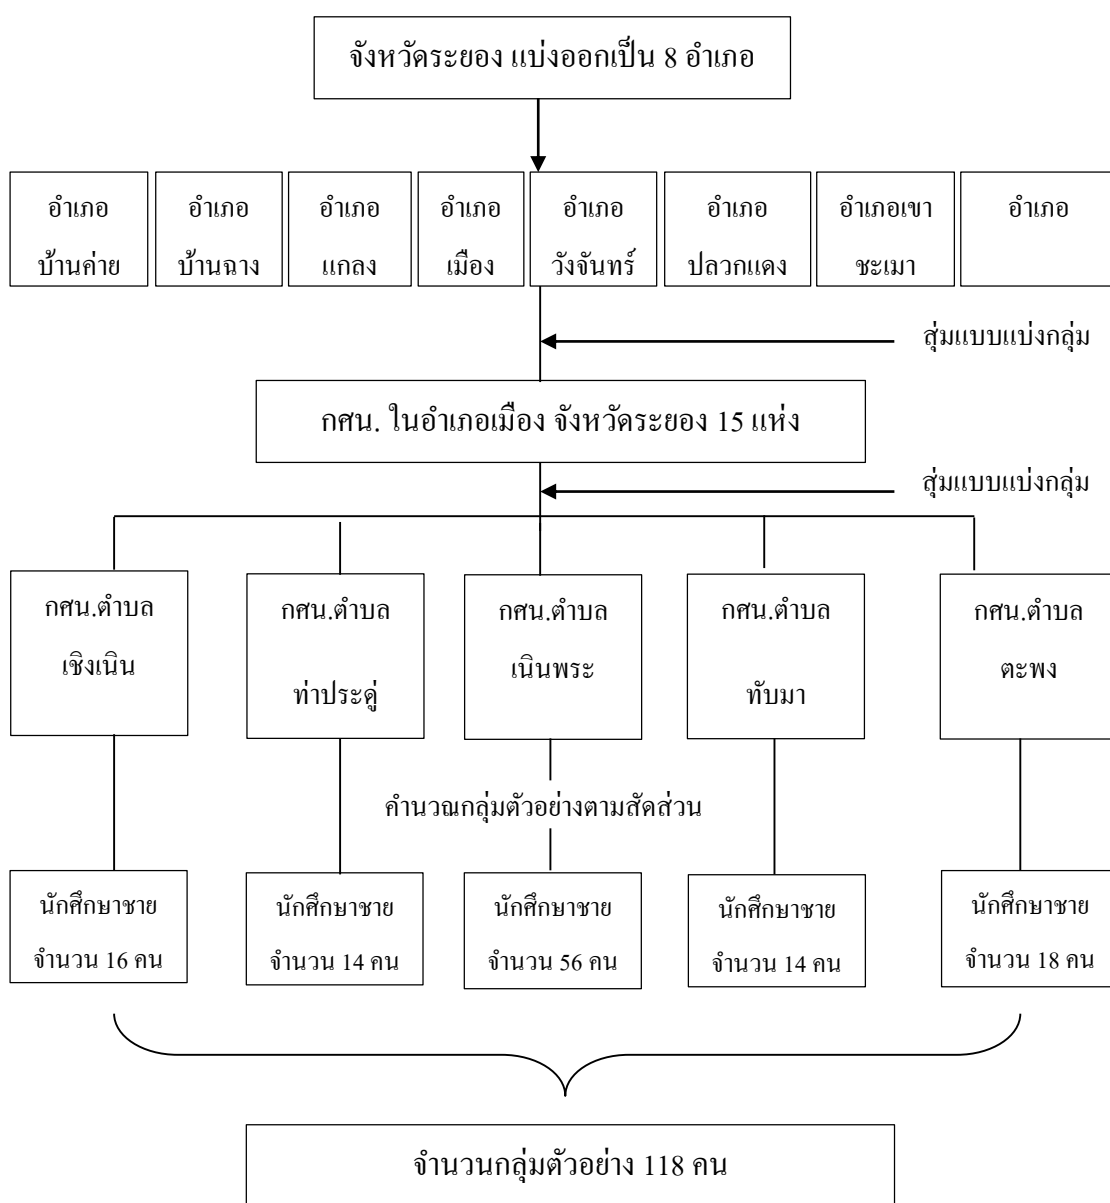 จังหวัดระยอง แบ่งออกเป็น 8 อำเภอ
อำเภอ
บ้านค่าย
อำเภอ
บ้านฉาง
อำเภอ
แกลง
อำเภอ
เมือง
อำเภอ
วังจันทร์
อำเภอ
ปลวกแดง
อำเภอเขา
ชะเมา
อำเภอ
สุ่มแบบแบ่งกลุ่ม
กศน. ในอำเภอเมือง จังหวัดระยอง 15 แห่ง
สุ่มแบบแบ่งกลุ่ม
กศน.ตำบล
เชิงเนิน
กศน.ตำบล
ท่าประดู่
กศน.ตำบล
เนินพระ
กศน.ตำบล
ทับมา
กศน.ตำบล
ตะพง
คำนวณกลุ่มตัวอย่างตามสัดส่วน
นักศึกษาชาย
จำนวน 16 คน
นักศึกษาชาย
จำนวน 14 คน
นักศึกษาชาย
จำนวน 56 คน
นักศึกษาชาย
จำนวน 14 คน
นักศึกษาชาย
จำนวน 18 คน
จำนวนกลุ่มตัวอย่าง 118 คน